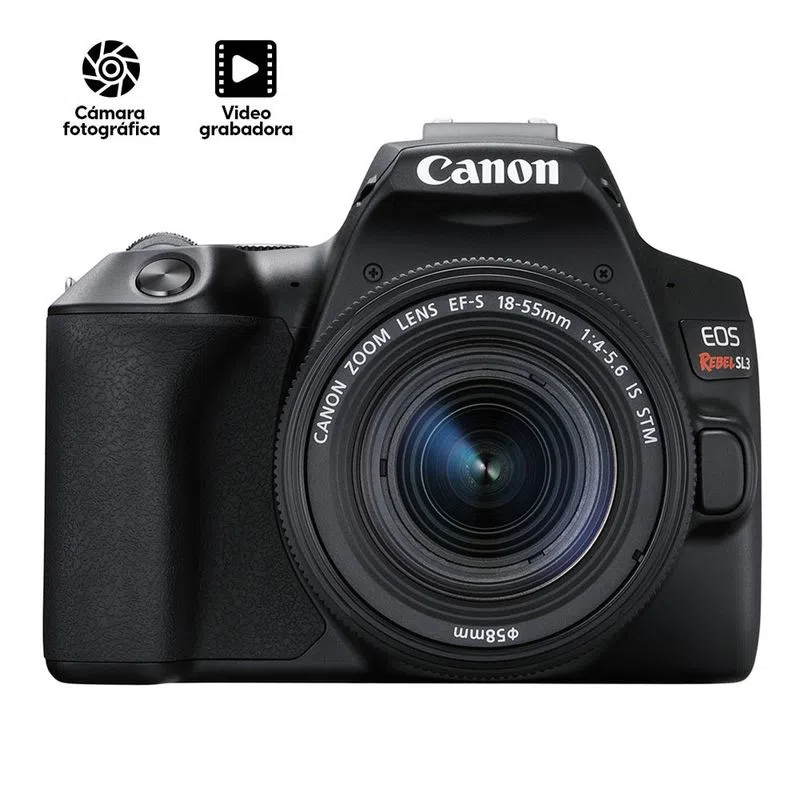 Cámara
fotográfica
Video
grabadora
Canon
CANON ZOOM LENS EF-S 18-55mm 1:4-5.6 IS STM
EOS
REBEL SL3
Φ58mm